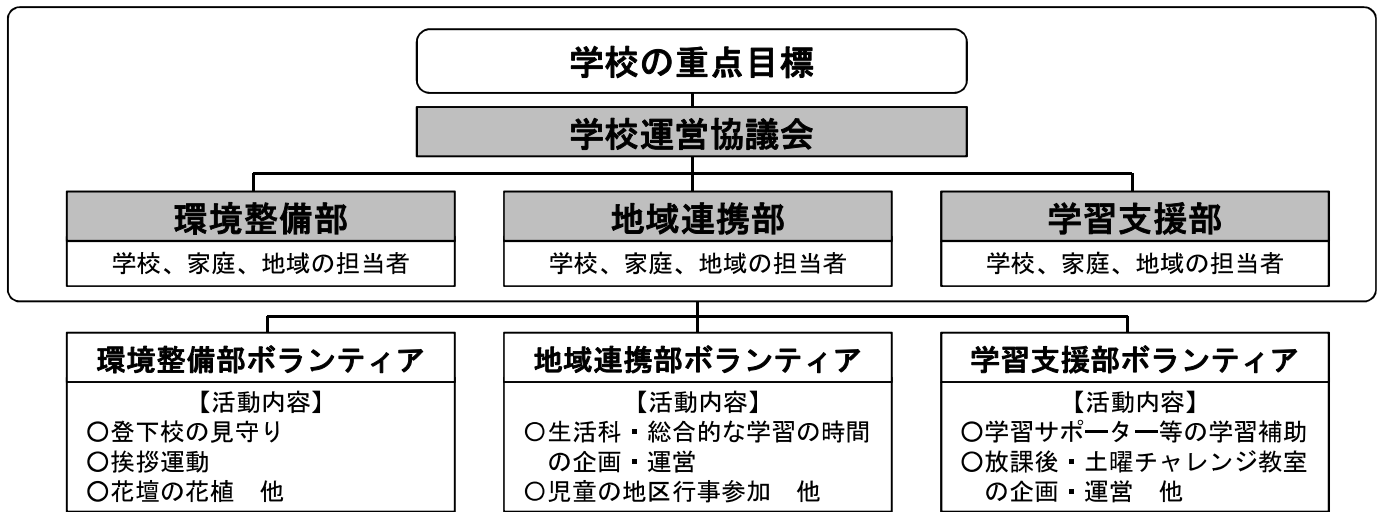 学校の重点目標
学校運営協議会
環境整備部
学校、家庭、地域の担当者
地域連携部
学校、家庭、地域の担当者
学習支援部
学校、家庭、地域の担当者
環境整備部ボランティア
【活動内容】
○登下校の見守り
○挨拶運動
○花壇の花植　他
地域連携部ボランティア
【活動内容】
○生活科・総合的な学習の時間
の企画・運営
○児童の地区行事参加　他
学習支援部ボランティア
【活動内容】
○学習サポーター等の学習補助
○放課後・土曜チャレンジ教室
の企画・運営　他